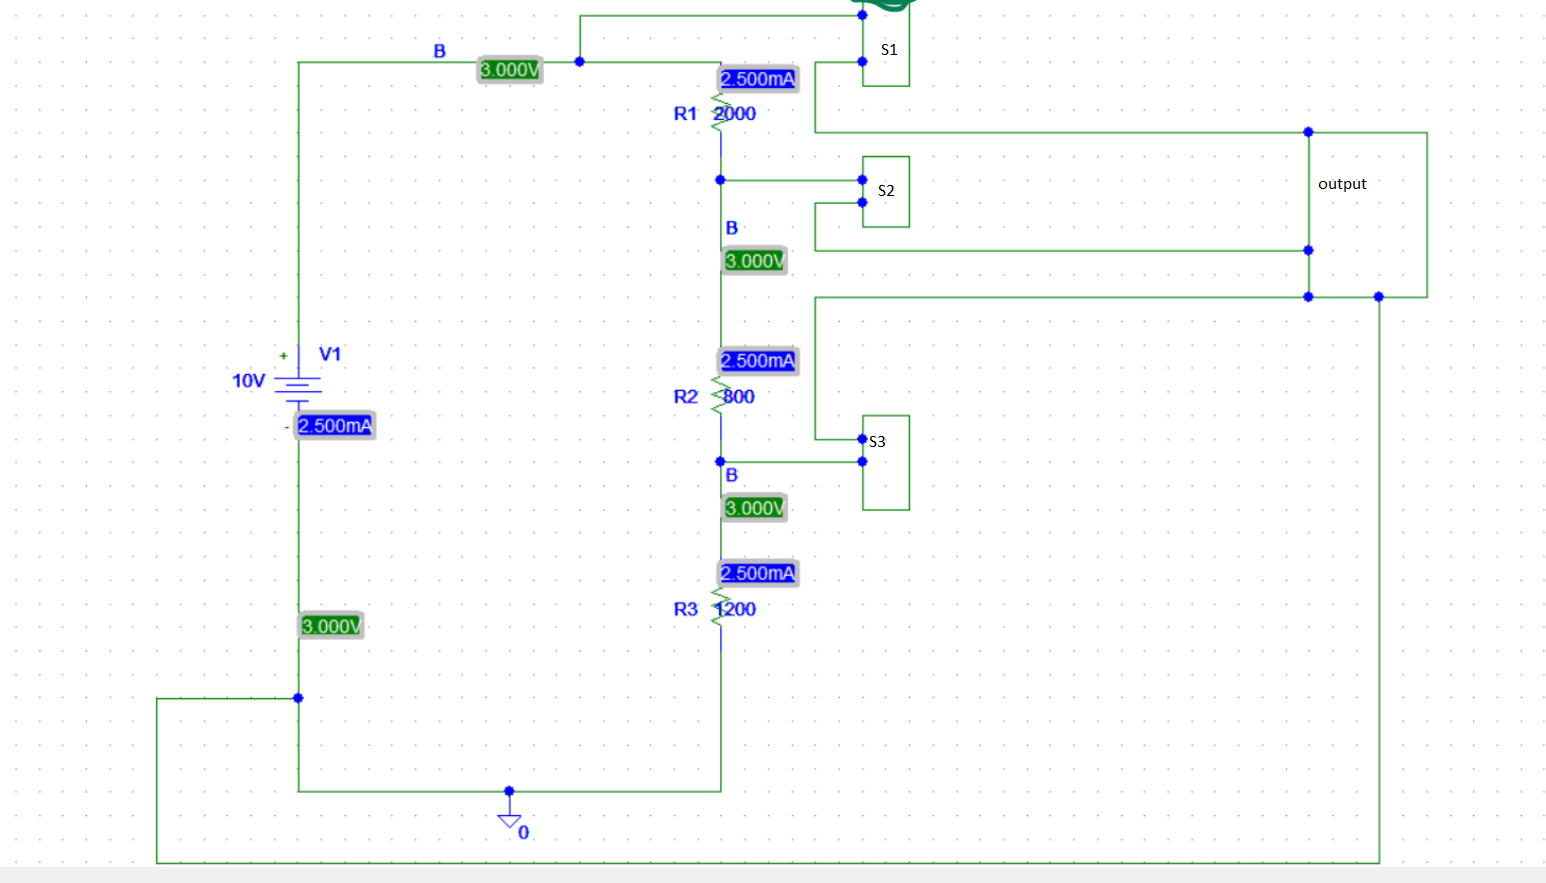 B
3.000V
S1
2.500mA
R1 2000
S2
output
B
3.000V
+ V1
10V
2.500mA
R2 800
-
2.500mA
S3
B
3.000V
2.500mA
R3 1200
3.000V
0